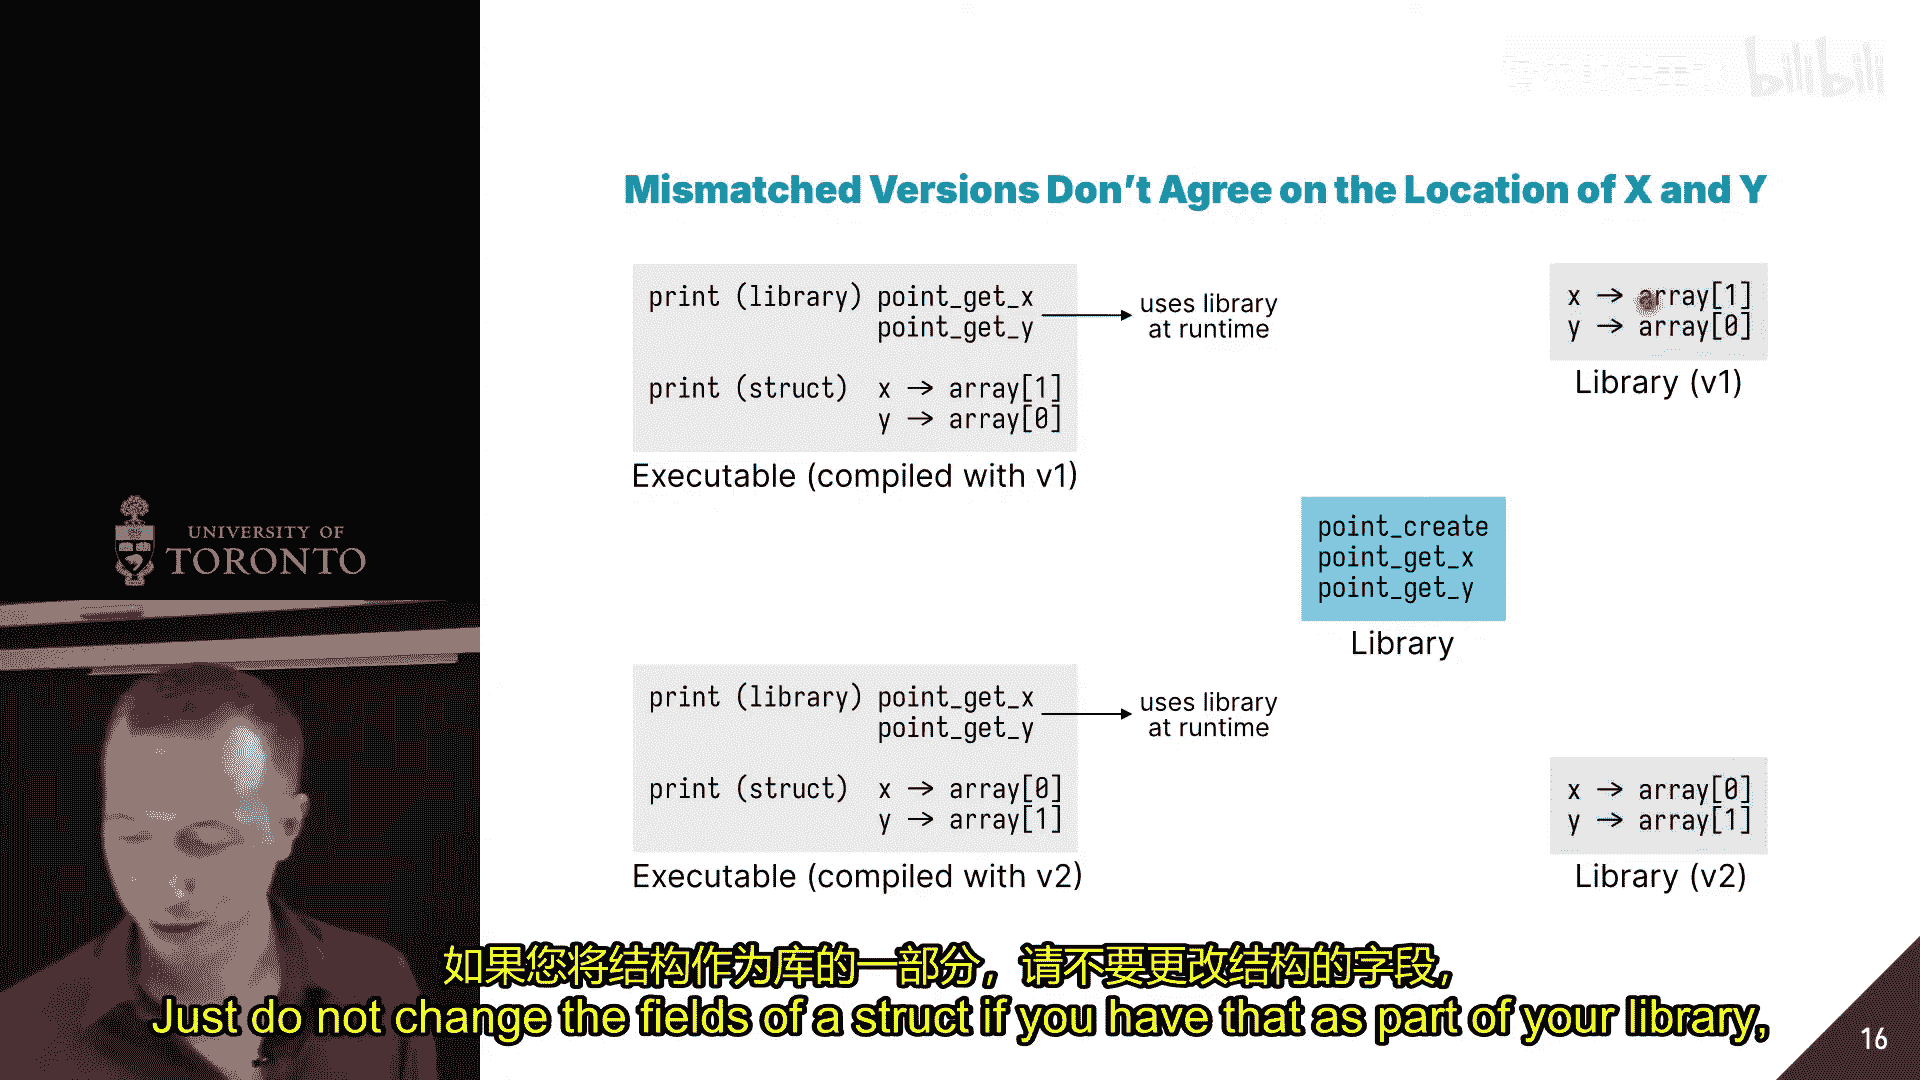 bilibili
Mismatched Versions Don't Agree on the Location of X and Y
print (library) point_get_x
point_get_y
print (struct) x → array[1]
y → array[0]
Executable (compiled with v1)
uses library
at runtime
x → array[1]
y → array[0]
Library (v1)
point_create
point_get_x
point_get_y
Library
print (library) point_get_x
point_get_y
print (struct) x → array[0]
y → array[1]
Executable (compiled with v2)
uses library
at runtime
x → array[0]
y → array[1]
Library (v2)
UNIVERSITY OF
TORONTO
如果您将结构作为库的一部分，请不要更改结构的字段，
Just do not change the fields of a struct if you have that as part of your library,
16